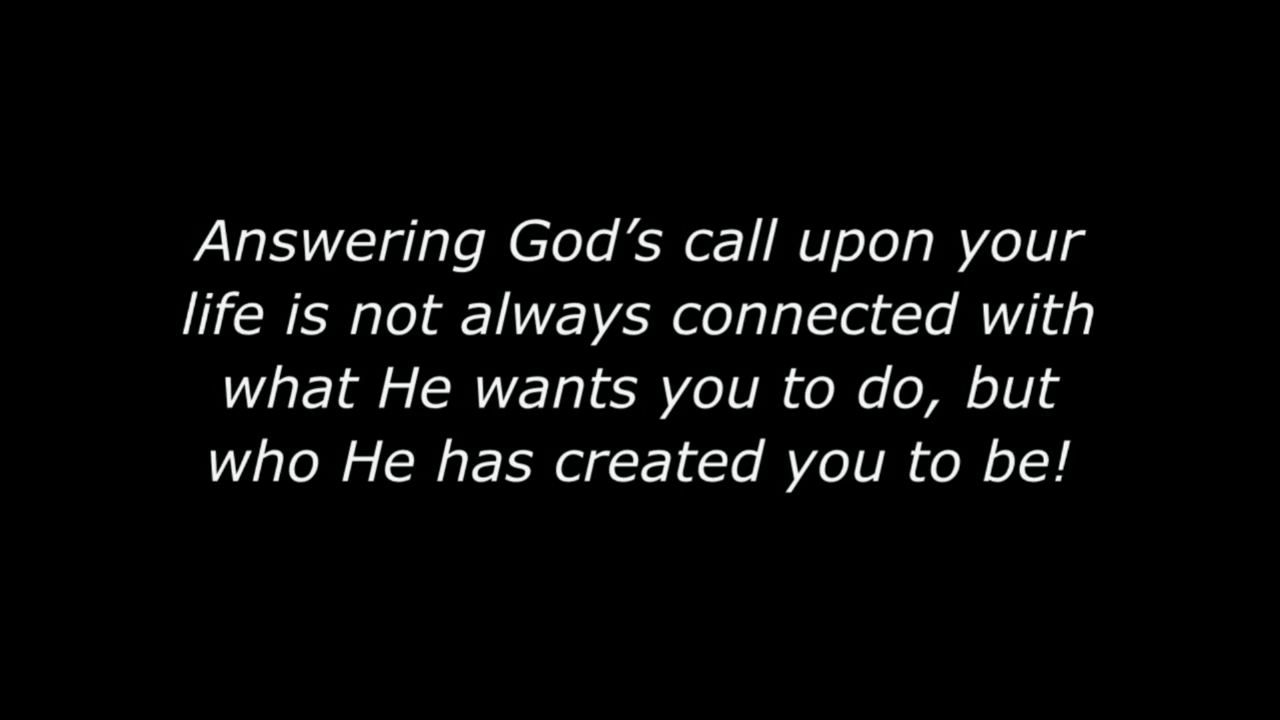 Answering God’s call upon your
life is not always connected with
what He wants you to do, but
who He has created you to be!